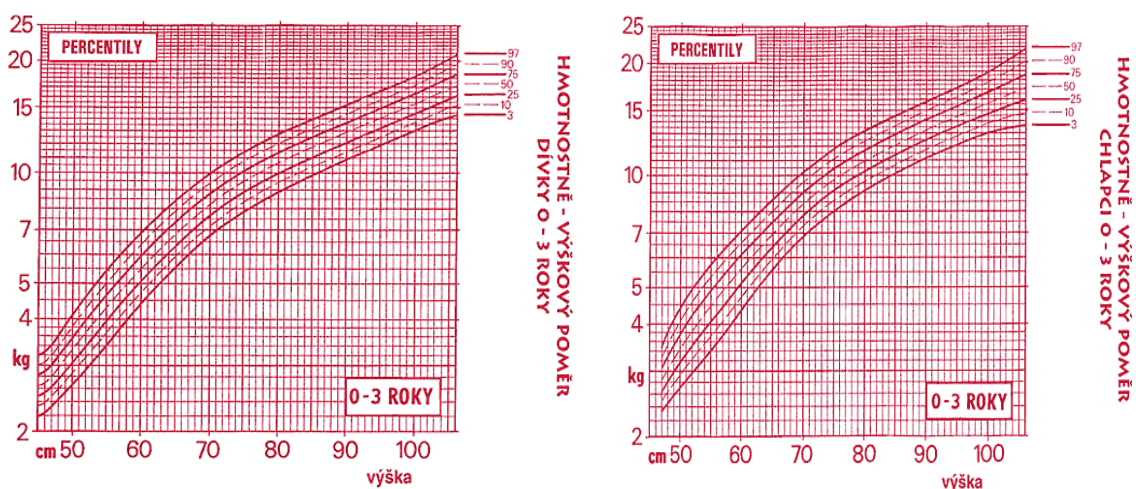 PERCENTILY
25
20
15
10
7
5
4
kg
2
cm 50 60 70 80 90 100
výška
97
90
75
50
25
10
3
0-3 ROKY
HMOTNOSTNĚ - VÝŠKOVÝ POMĚR
DÍVKY 0 - 3 ROKY
PERCENTILY
25
20
15
10
7
5
4
kg
2
cm 50 60 70 80 90 100
výška
97
90
75
50
25
10
3
0-3 ROKY
HMOTNOSTNĚ - VÝŠKOVÝ POMĚR
CHLAPCI 0 - 3 ROKY